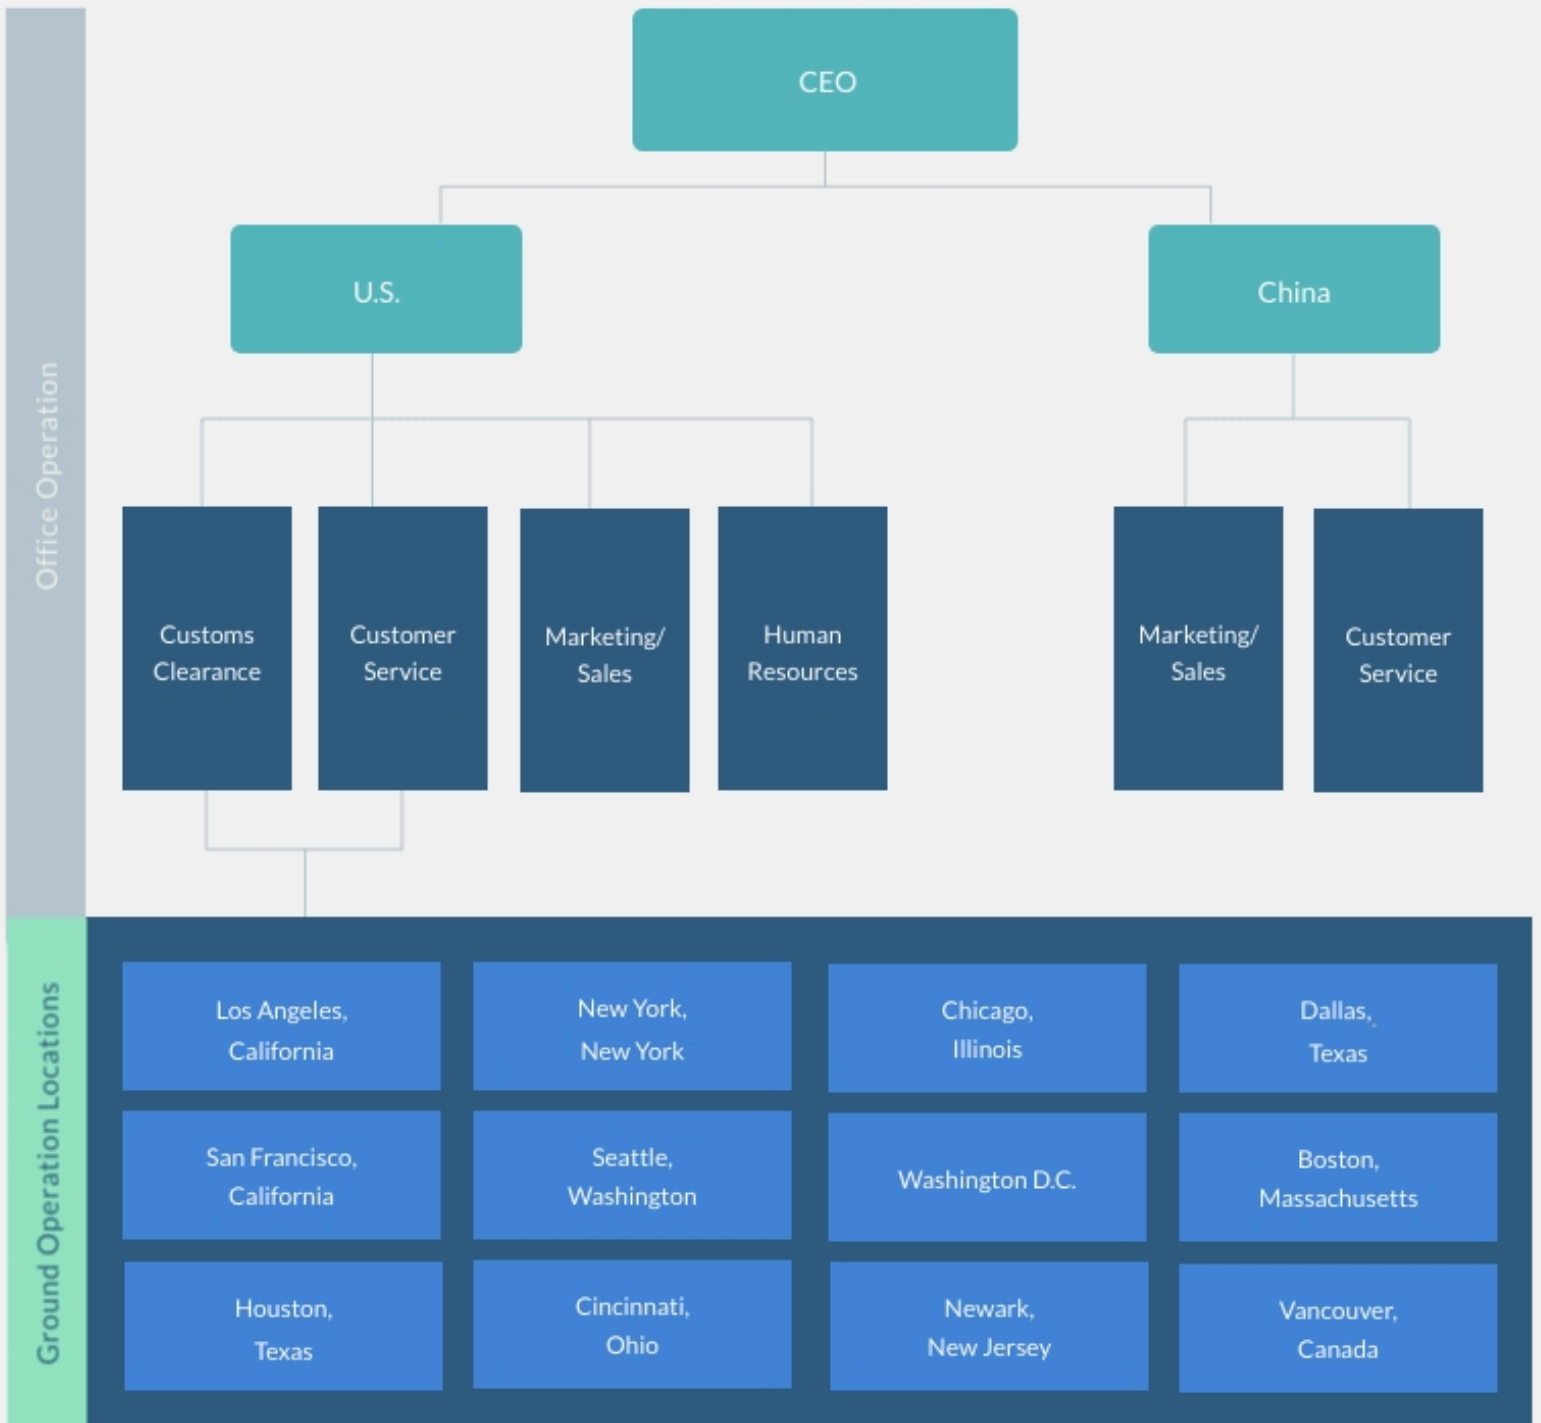 CEO
U.S.
China
Office Operation
Customs
Clearance
Customer
Service
Marketing/
Sales
Human
Resources
Marketing/
Sales
Customer
Service
Ground Operation Locations
Los Angeles,
California
New York,
New York
Chicago,
Illinois
Dallas,
Texas
San Francisco,
California
Seattle,
Washington
Washington D.C.
Boston,
Massachusetts
Houston,
Texas
Cincinnati,
Ohio
Newark,
New Jersey
Vancouver,
Canada